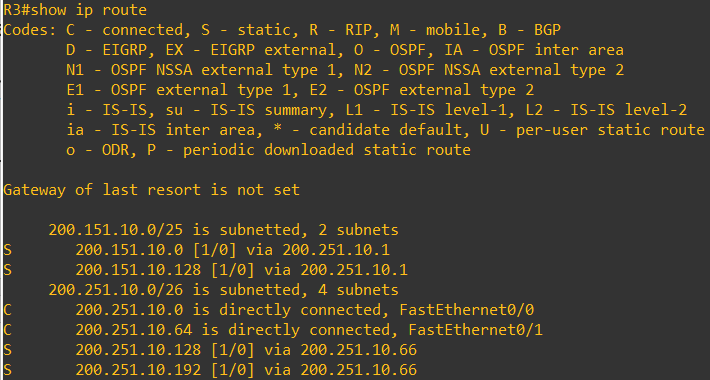 R3#show ip route
Codes: C - connected, S - static, R - RIP, M - mobile, B - BGP
       D - EIGRP, EX - EIGRP external, O - OSPF, IA - OSPF inter area
       N1 - OSPF NSSA external type 1, N2 - OSPF NSSA external type 2
       E1 - OSPF external type 1, E2 - OSPF external type 2
       i - IS-IS, su - IS-IS summary, L1 - IS-IS level-1, L2 - IS-IS level-2
       ia - IS-IS inter area, * - candidate default, U - per-user static route
       o - ODR, P - periodic downloaded static route
Gateway of last resort is not set
     200.151.10.0/25 is subnetted, 2 subnets
S       200.151.10.0 [1/0] via 200.251.10.1
S       200.151.10.128 [1/0] via 200.251.10.1
     200.251.10.0/26 is subnetted, 4 subnets
C       200.251.10.0 is directly connected, FastEthernet0/0
C       200.251.10.64 is directly connected, FastEthernet0/1
S       200.251.10.128 [1/0] via 200.251.10.66
S       200.251.10.192 [1/0] via 200.251.10.66